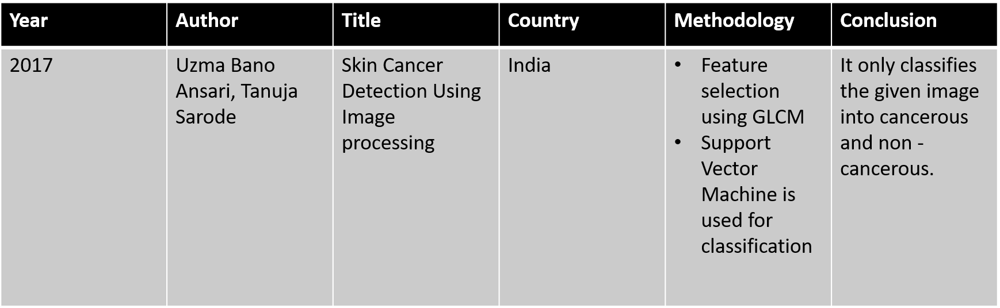 Year
Author
Title
Country
Methodology
Conclusion
2017
Uzma Bano
Ansari, Tanuja
Sarode
Skin Cancer
Detection Using
Image
processing
India
• Feature
selection
using GLCM
• Support
Vector
Machine is
used for
classification
It only classifies
the given image
into cancerous
and non -
cancerous.